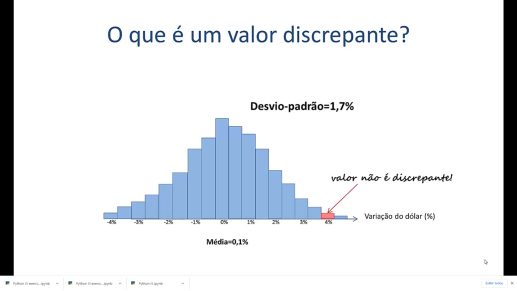 O que é um valor discrepante?
Desvio-padrão=1,7%
valor não é discrepante!
Variação do dólar (%)
-4% -3% -2% -1% 0% 1% 2% 3% 4%
Média=0,1%